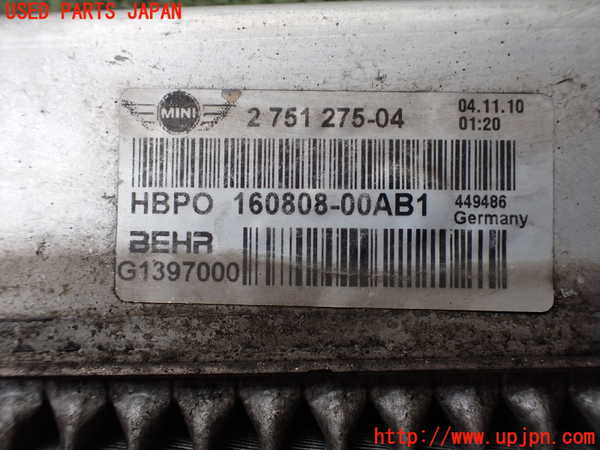 USED PARTS JAPAN
MINI 2 751 275-04 04.11.10
01:20
HBPO 160808-00AB1 449486
Germany
BEHR
G1397000
http://www.upjpn.com/